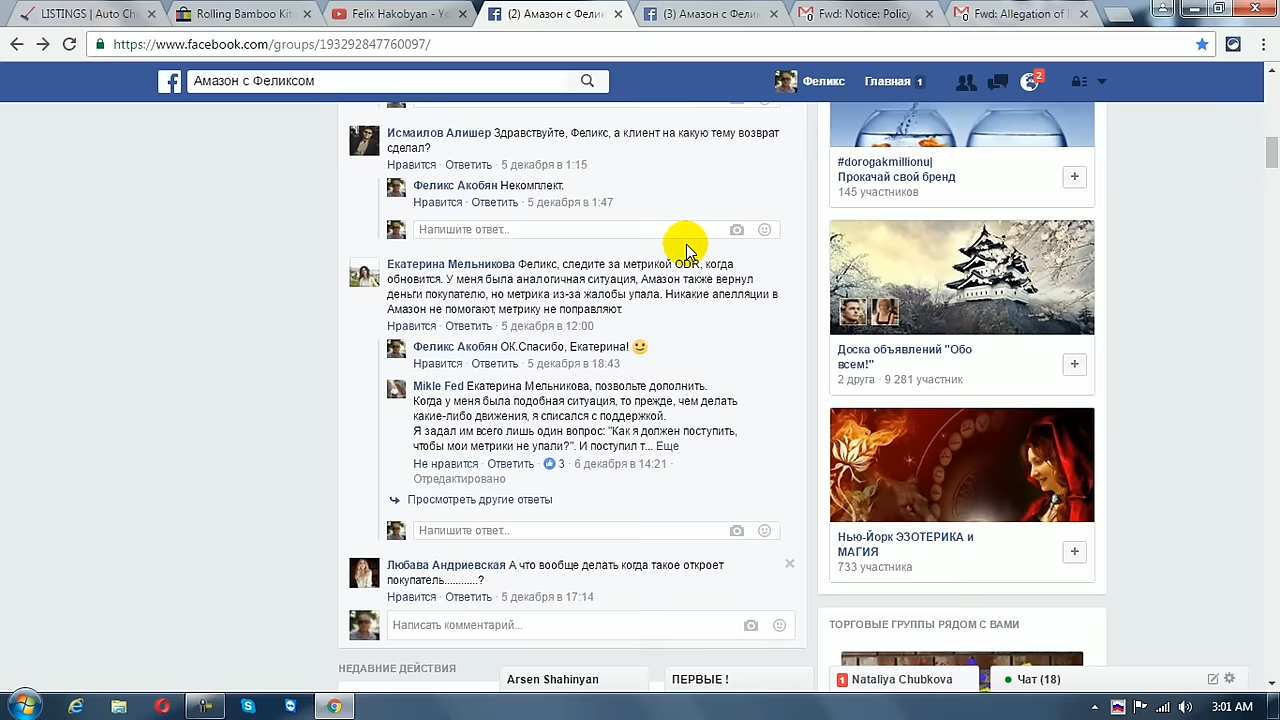 LISTINGS | Auto Ch
Rolling Bamboo Kit
Felix Hakobyan - Yo
(2) Амазон с Феликс
(3) Амазон с Фелик
Fwd: Notice: Policy
Fwd: Allegation of I
https://www.facebook.com/groups/193292847760097/
Амазон с Феликсом
Феликс
Главная 1
2
Исмаилов Алишер Здравствуйте, Феликс, а клиент на какую тему возврат
сделал?
Нравится · Ответить · 5 декабря в 1:15
Феликс Акобян Некомплект.
Нравится · Ответить · 5 декабря в 1:47
Напишите ответ...
Екатерина Мельникова Феликс, следите за метрикой ODR, когда
обновится. У меня была аналогичная ситуация, Амазон также вернул
деньги покупателю, но метрика из-за жалобы упала. Никакие апелляции в
Амазон не помогают, метрику не поправляют.
Нравится · Ответить · 5 декабря в 12:00
Феликс Акобян ОК.Спасибо, Екатерина!
Нравится · Ответить · 5 декабря в 18:43
Mikle Fed Екатерина Мельникова, позвольте дополнить.
Когда у меня была подобная ситуация, то прежде, чем делать
какие-либо движения, я списался с поддержкой.
Я задал им всего лишь один вопрос: "Как я должен поступить,
чтобы мои метрики не упали?". И поступил т... Еще
Не нравится · Ответить · 3 · 6 декабря в 14:21 ·
Отредактировано
Просмотреть другие ответы
Напишите ответ...
Любава Андриевская А что вообще делать когда такое откроет
покупатель............?
Нравится · Ответить · 5 декабря в 17:14
Написать комментарий...
НЕДАВНИЕ ДЕЙСТВИЯ
#dorogakmillionu|
Прокачай свой бренд
145 участников
Доска объявлений "Обо
всем!"
2 друга · 9 281 участник
Нью-Йорк ЭЗОТЕРИКА и
МАГИЯ
733 участника
ТОРГОВЫЕ ГРУППЫ РЯДОМ С ВАМИ
Arsen Shahinyan
ПЕРВЫЕ !
1 Nataliya Chubkova
Чат (18)
3:01 AM